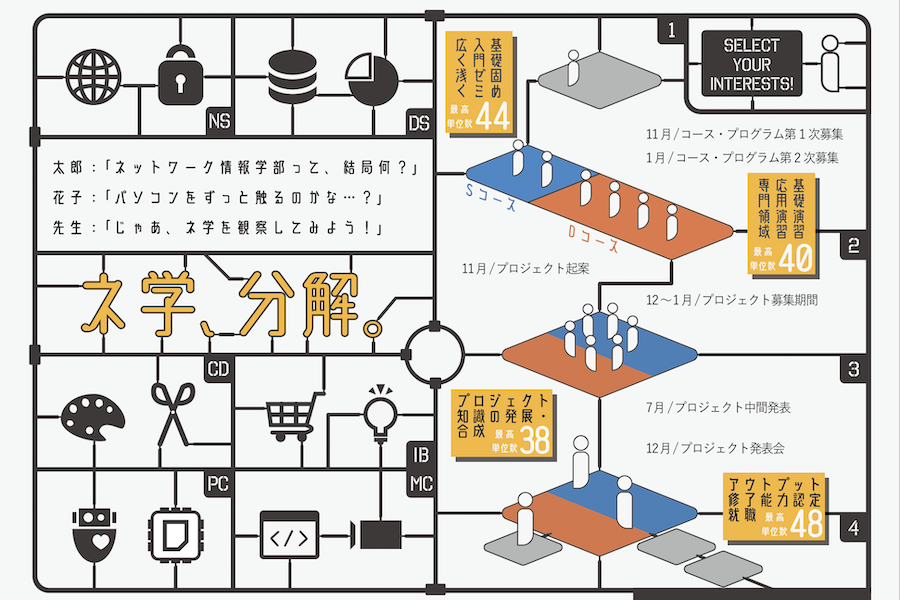 NS
DS
太郎：「ネットワーク情報学部って、結局何？」
花子：「パソコンをずっと触るのかな…？」
先生：「じゃあ、ネ学を観察してみよう！」
ネ学、分解。
CD
IB
PC
MC
</>
1
SELECT
YOUR
INTERESTS!
基礎固め
入門ゼミ
広く浅く
最高
単位数44
11月/コース・プログラム第1次募集
1月/コース・プログラム第2次募集
Sコース
Dコース
基礎演習
応用演習
専門領域
最高
単位数40
2
11月/プロジェクト起案
12〜1月/プロジェクト募集期間
3
プロジェクト
知識の発展・
合成 最高
単位数38
7月/プロジェクト中間発表
12月/プロジェクト発表会
アウトプット
修了能力認定
就職 最高
単位数48
4